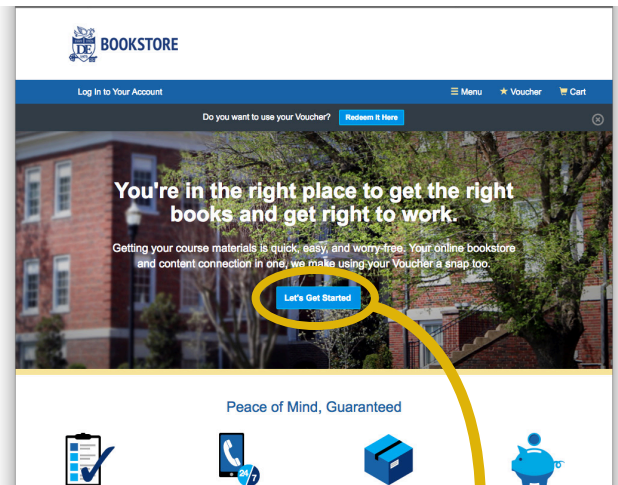 DE
BOOKSTORE
Log In to Your Account
Menu
Voucher
Cart
Do you want to use your Voucher?
Redeem It Here
You're in the right place to get the right
books and get right to work.
Getting your course materials is quick, easy, and worry-free. Your online bookstore
and content connection in one, we make using your Voucher a snap too.
Let's Get Started
Peace of Mind, Guaranteed
24/7